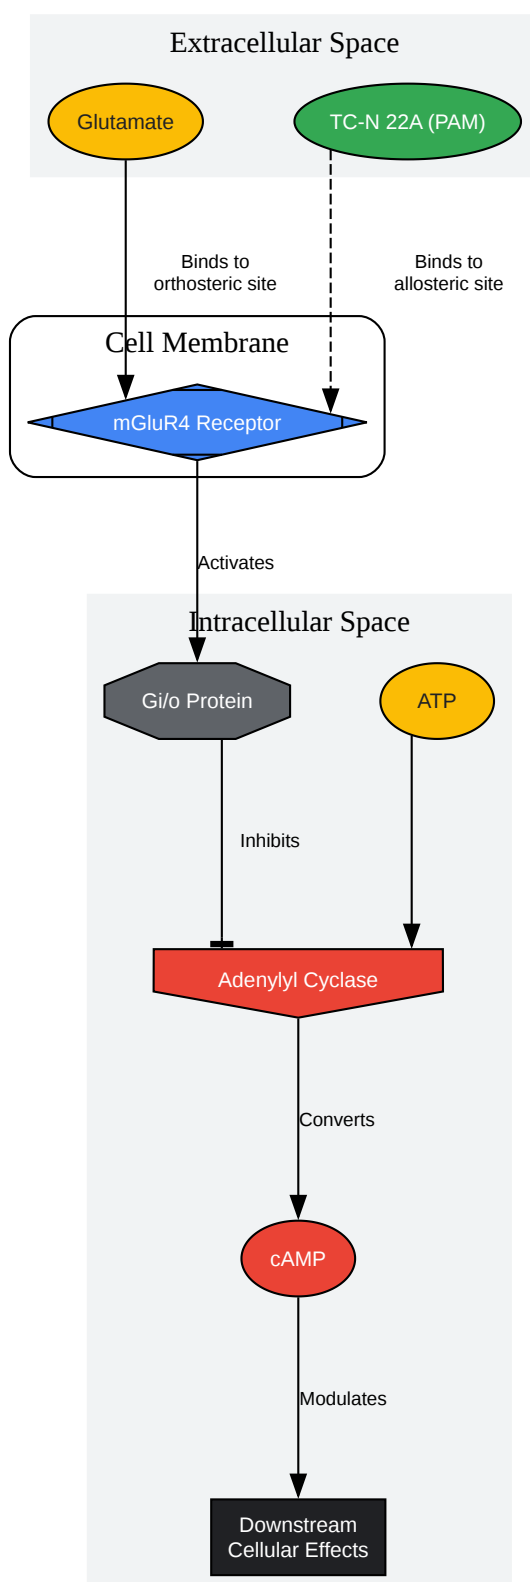 Extracellular Space
Glutamate
TC-N 22A (PAM)
Binds to
orthosteric site
Binds to
allosteric site
Cell Membrane
mGluR4 Receptor
Activates
Intracellular Space
Gi/o Protein
ATP
Inhibits
Adenylyl Cyclase
Converts
cAMP
Modulates
Downstream
Cellular Effects